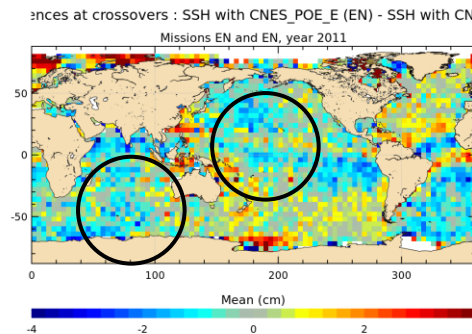 ences at crossovers : SSH with CNES_POE_E (EN) - SSH with CN
Missions EN and EN, year 2011
50
0
-50
0 100 200 300
Mean (cm)
-4 -2 0 2